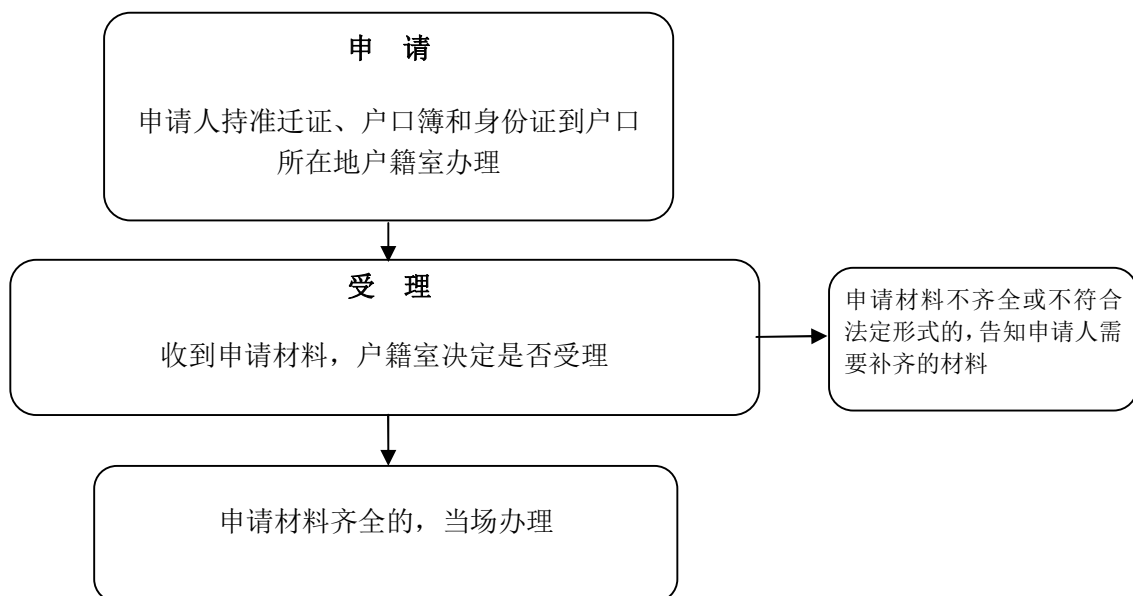 申 请
申请人持准迁证、户口簿和身份证到户口
所在地户籍室办理
受 理
收到申请材料，户籍室决定是否受理
申请材料不齐全或不符合
法定形式的，告知申请人需
要补齐的材料
申请材料齐全的，当场办理